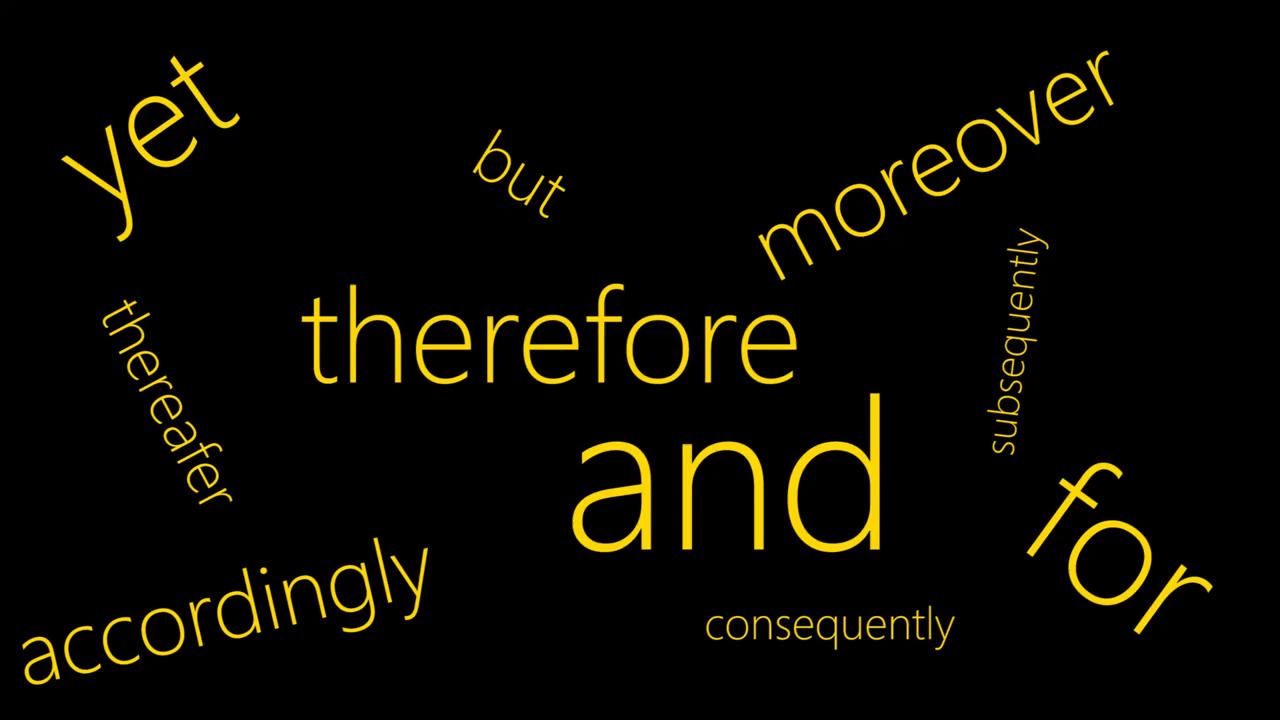 yet
but
moreover
therefore
subsequently
thereafer
and
for
accordingly
consequently